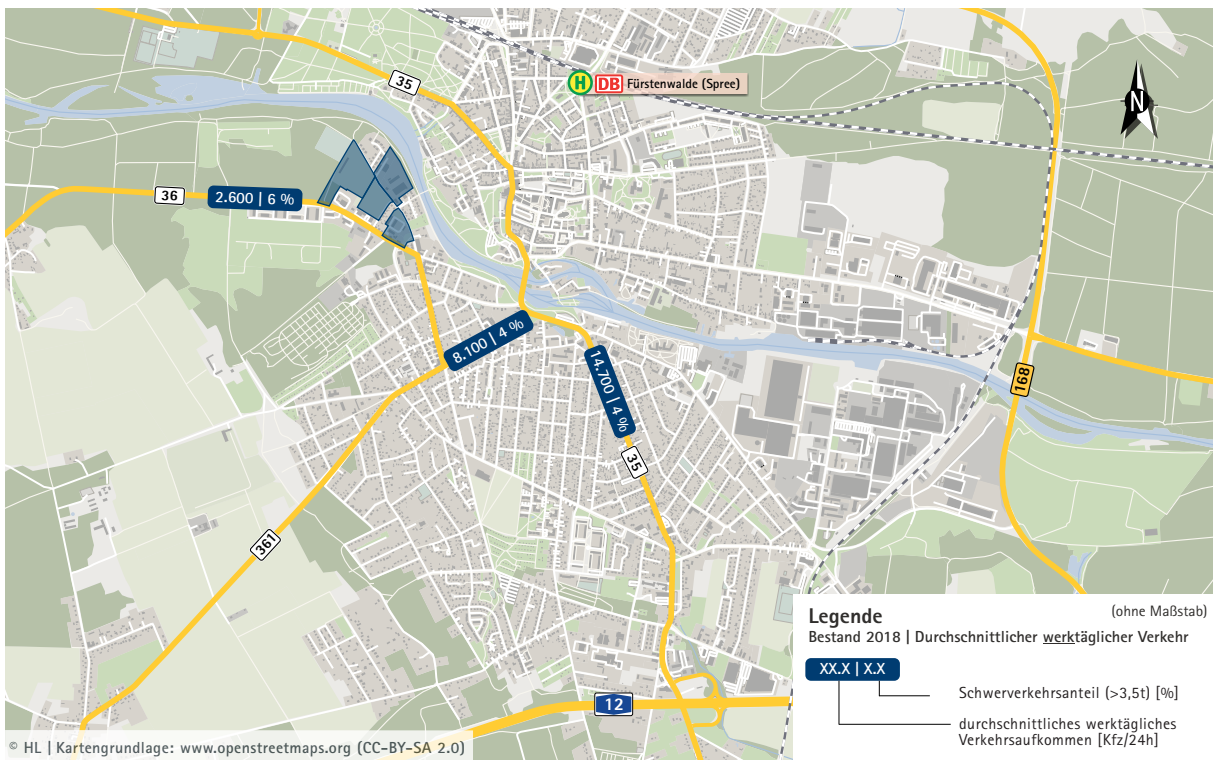 35
H DB Fürstenwalde (Spree)
N
36
2.600 | 6 %
8.100 | 4 %
14.700 | 4 %
168
35
361
12
Legende
(ohne Maßstab)
Bestand 2018 | Durchschnittlicher werktäglicher Verkehr
XX.X | X.X
Schwerverkehrsanteil (>3,5t) [%]
durchschnittliches werktägliches
Verkehrsaufkommen [Kfz/24h]
© HL | Kartengrundlage: www.openstreetmaps.org (CC-BY-SA 2.0)